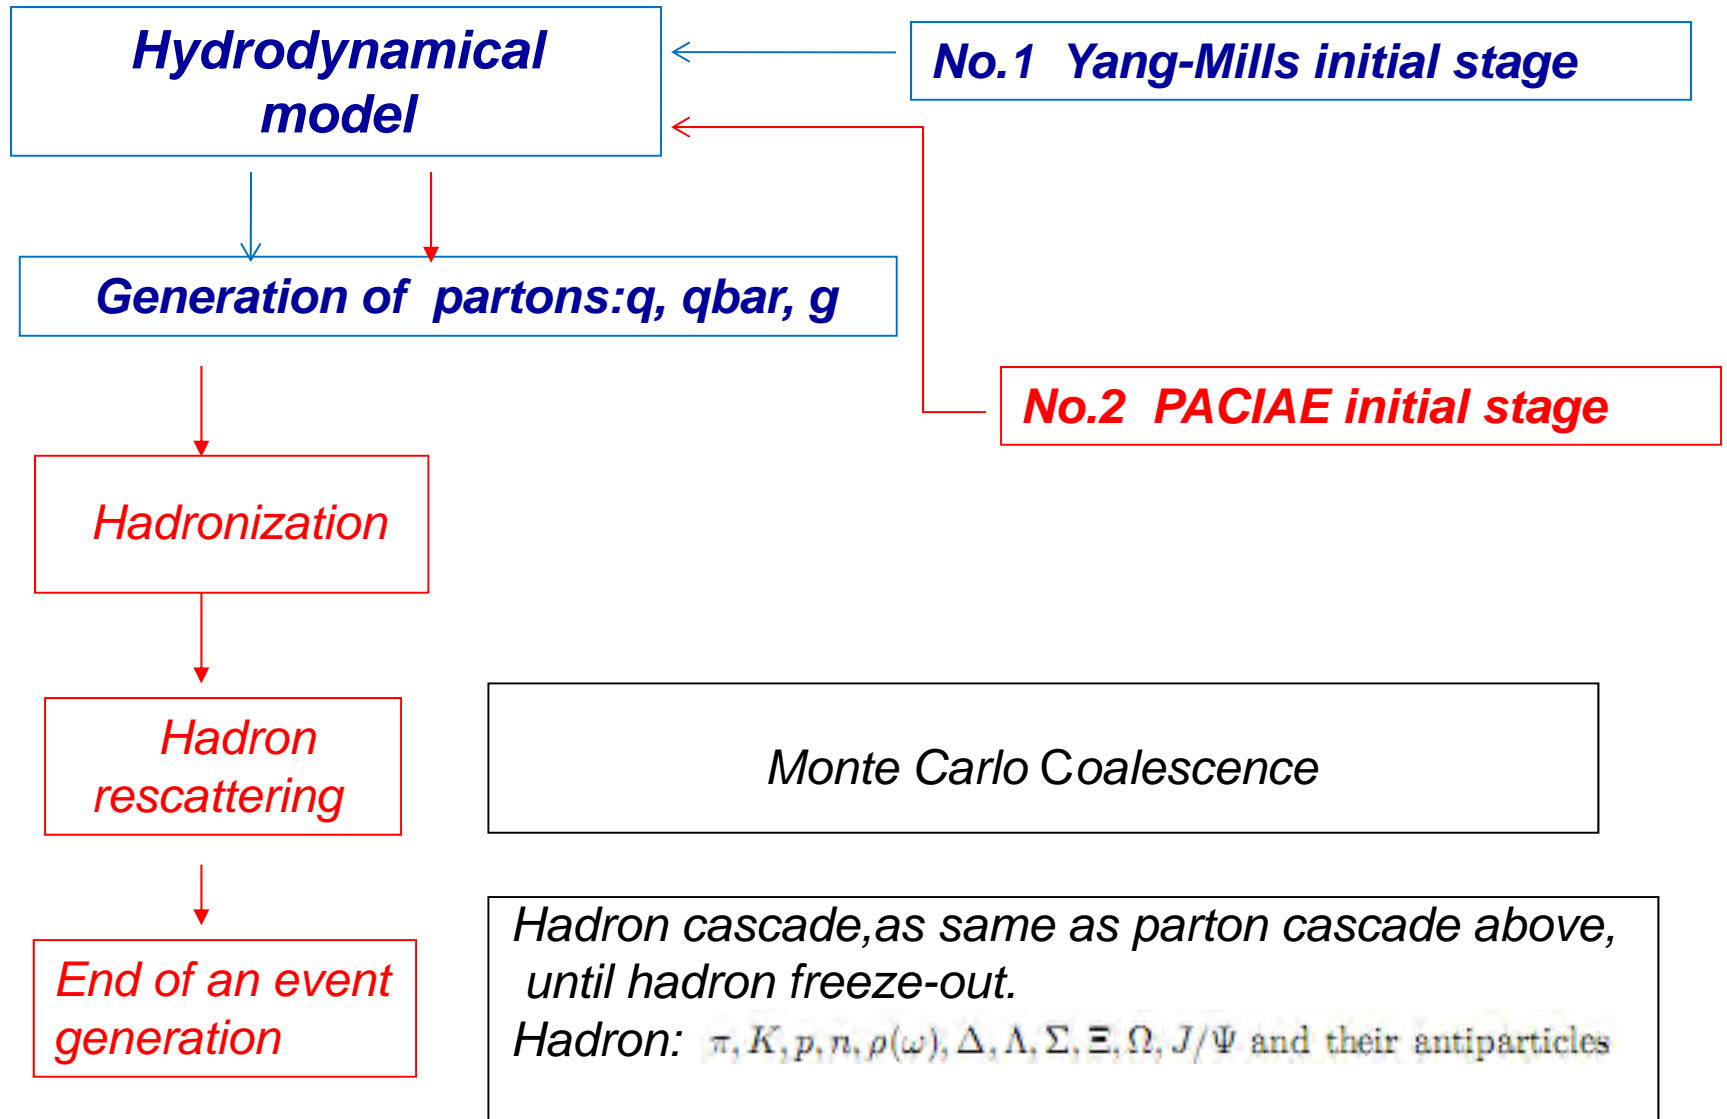 Hydrodynamical
model
No.1 Yang-Mills initial stage
Generation of partons:q, qbar, g
No.2 PACIAE initial stage
Hadronization
Hadron
rescattering
Monte Carlo Coalescence
End of an event
generation
Hadron cascade,as same as parton cascade above,
until hadron freeze-out.
Hadron: π, K, p, n, ρ(ω), Δ, Λ, Σ, Ξ, Ω, J/Ψ and their antiparticles